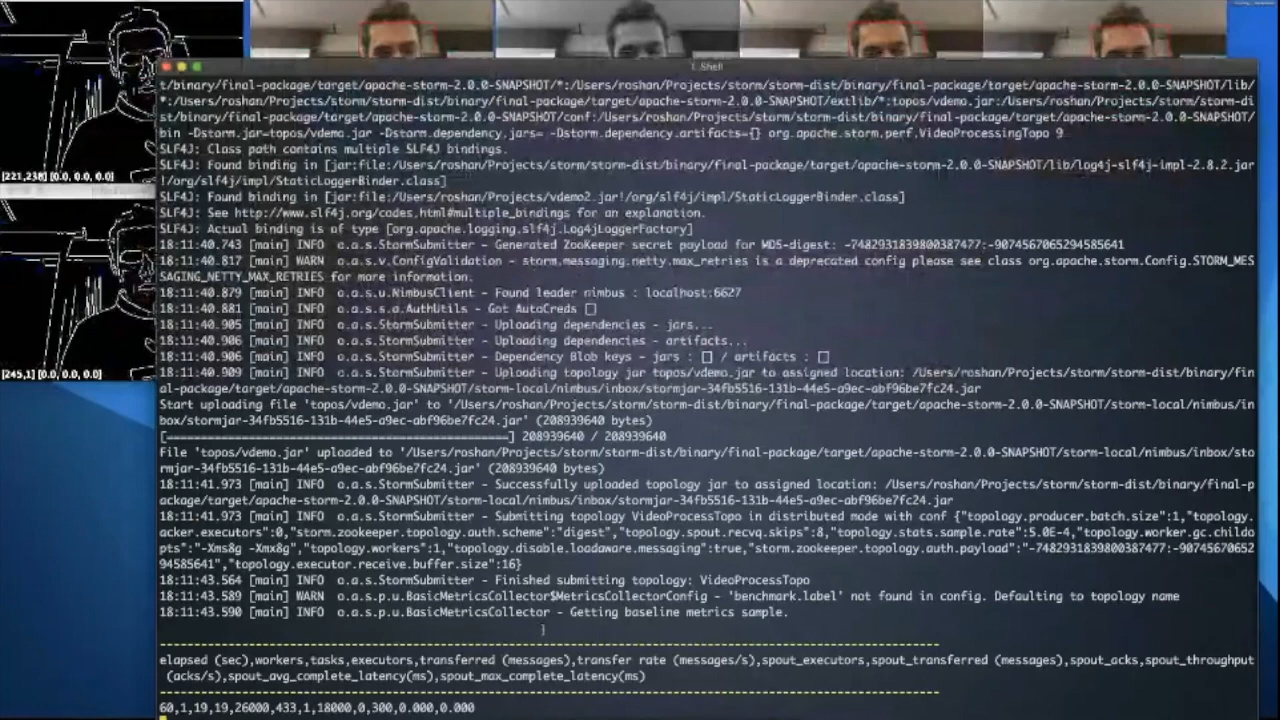 1. Shell
t/binary/final-package/target/apache-storm-2.0.0-SNAPSHOT/*:/Users/roshan/Projects/storm/storm-dist/binary/final-package/target/apache-storm-2.0.0-SNAPSHOT/lib/
*:/Users/roshan/Projects/storm/storm-dist/binary/final-package/target/apache-storm-2.0.0-SNAPSHOT/extlib/*:topos/vdemo.jar:/Users/roshan/Projects/storm/storm-di
st/binary/final-package/target/apache-storm-2.0.0-SNAPSHOT/conf:/Users/roshan/Projects/storm/storm-dist/binary/final-package/target/apache-storm-2.0.0-SNAPSHOT/
bin -Dstorm.jar=topos/vdemo.jar -Dstorm.dependency.jars= -Dstorm.dependency.artifacts={} org.apache.storm.perf.VideoProcessingTopo 9
SLF4J: Class path contains multiple SLF4J bindings.
SLF4J: Found binding in [jar:file:/Users/roshan/Projects/storm/storm-dist/binary/final-package/target/apache-storm-2.0.0-SNAPSHOT/lib/log4j-slf4j-impl-2.8.2.jar
!/org/slf4j/impl/StaticLoggerBinder.class]
SLF4J: Found binding in [jar:file:/Users/roshan/Projects/vdemo2.jar!/org/slf4j/impl/StaticLoggerBinder.class]
SLF4J: See http://www.slf4j.org/codes.html#multiple_bindings for an explanation.
SLF4J: Actual binding is of type [org.apache.logging.slf4j.Log4jLoggerFactory]
18:11:40.743 [main] INFO  o.a.s.StormSubmitter - Generated ZooKeeper secret payload for MD5-digest: -7482931839800387477:-9074567065294585641
18:11:40.817 [main] WARN  o.a.s.v.ConfigValidation - storm.messaging.netty.max_retries is a deprecated config please see class org.apache.storm.Config.STORM_MES
SAGING_NETTY_MAX_RETRIES for more information.
18:11:40.879 [main] INFO  o.a.s.u.NimbusClient - Found leader nimbus : localhost:6627
18:11:40.881 [main] INFO  o.a.s.s.a.AuthUtils - Got AutoCreds []
18:11:40.905 [main] INFO  o.a.s.StormSubmitter - Uploading dependencies - jars...
18:11:40.906 [main] INFO  o.a.s.StormSubmitter - Uploading dependencies - artifacts...
18:11:40.906 [main] INFO  o.a.s.StormSubmitter - Dependency Blob keys - jars : [] / artifacts : []
18:11:40.909 [main] INFO  o.a.s.StormSubmitter - Uploading topology jar topos/vdemo.jar to assigned location: /Users/roshan/Projects/storm/storm-dist/binary/fin
al-package/target/apache-storm-2.0.0-SNAPSHOT/storm-local/nimbus/inbox/stormjar-34fb5516-131b-44e5-a9ec-abf96be7fc24.jar
Start uploading file 'topos/vdemo.jar' to '/Users/roshan/Projects/storm/storm-dist/binary/final-package/target/apache-storm-2.0.0-SNAPSHOT/storm-local/nimbus/in
box/stormjar-34fb5516-131b-44e5-a9ec-abf96be7fc24.jar' (208939640 bytes)
[==================================================] 208939640 / 208939640
File 'topos/vdemo.jar' uploaded to '/Users/roshan/Projects/storm/storm-dist/binary/final-package/target/apache-storm-2.0.0-SNAPSHOT/storm-local/nimbus/inbox/sto
rmjar-34fb5516-131b-44e5-a9ec-abf96be7fc24.jar' (208939640 bytes)
18:11:41.973 [main] INFO  o.a.s.StormSubmitter - Successfully uploaded topology jar to assigned location: /Users/roshan/Projects/storm/storm-dist/binary/final-p
ackage/target/apache-storm-2.0.0-SNAPSHOT/storm-local/nimbus/inbox/stormjar-34fb5516-131b-44e5-a9ec-abf96be7fc24.jar
18:11:41.973 [main] INFO  o.a.s.StormSubmitter - Submitting topology VideoProcessTopo in distributed mode with conf {"topology.producer.batch.size":1,"topology.
acker.executors":0,"storm.zookeeper.topology.auth.scheme":"digest","topology.spout.recvq.skips":8,"topology.stats.sample.rate":5.0E-4,"topology.worker.gc.childo
pts":"-Xms8g -Xmx8g","topology.workers":1,"topology.disable.loadaware.messaging":true,"storm.zookeeper.topology.auth.payload":"-7482931839800387477:-90745670652
94585641","topology.executor.receive.buffer.size":16}
18:11:43.564 [main] INFO  o.a.s.StormSubmitter - Finished submitting topology: VideoProcessTopo
18:11:43.589 [main] WARN  o.a.s.p.u.BasicMetricsCollector$MetricsCollectorConfig - 'benchmark.label' not found in config. Defaulting to topology name
18:11:43.590 [main] INFO  o.a.s.p.u.BasicMetricsCollector - Getting baseline metrics sample.
elapsed (sec),workers,tasks,executors,transferred (messages),transfer rate (messages/s),spout_executors,spout_transferred (messages),spout_acks,spout_throughput
(acks/s),spout_avg_complete_latency(ms),spout_max_complete_latency(ms)
60,1,19,19,26000,433,1,18000,0,300,0.000,0.000
[221,238] [0.0, 0.0, 0.0]
[245,1] [0.0, 0.0, 0.0]